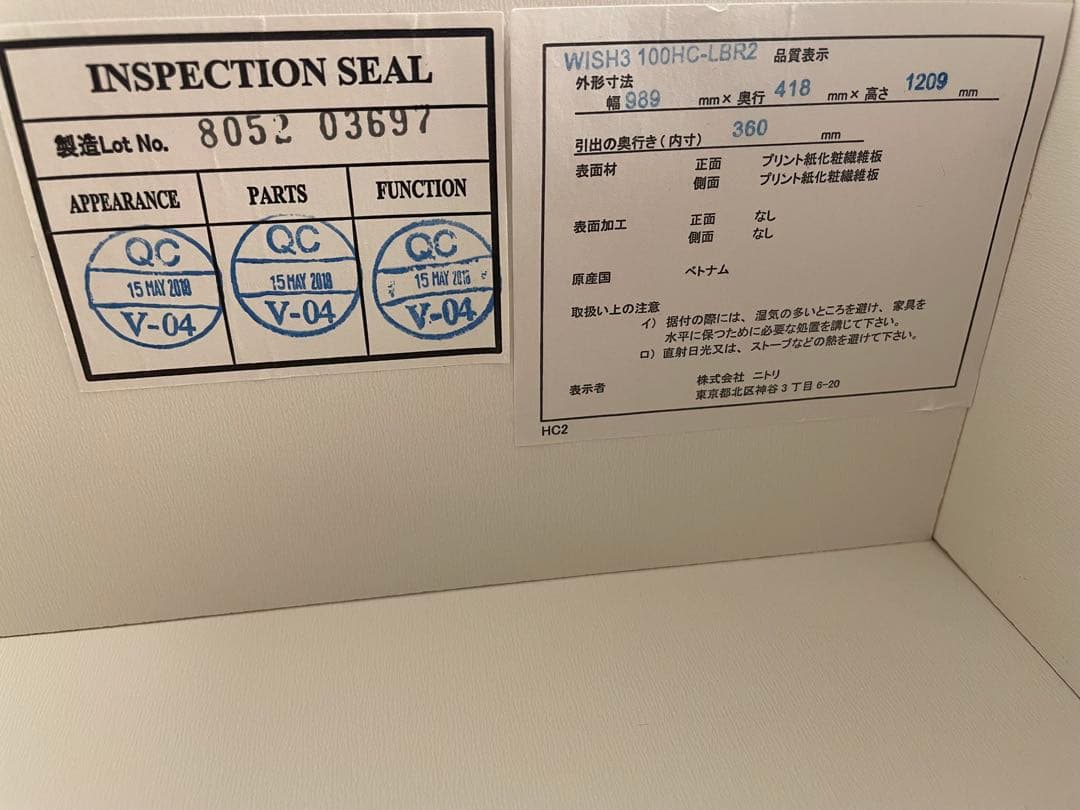 INSPECTION SEAL
製造Lot No. 8052 03697
APPEARANCE PARTS FUNCTION
QC QC QC
15 MAY 2018 15 MAY 2018 15 MAY 2018
V-04 V-04 V-04
WISH3 100HC-LBR2 品質表示
外形寸法
幅 989 mm× 奥行 418 mm× 高さ 1209 mm
引出の奥行き(内寸) 360 mm
表面材 正面 プリント紙化粧繊維板
側面 プリント紙化粧繊維板
表面加工 正面 なし
側面 なし
原産国 ベトナム
取扱い上の注意
イ) 据付の際には、湿気の多いところを避け、家具を
水平に保つために必要な処置を講じて下さい。
ロ) 直射日光又は、ストーブなどの熱を避けて下さい。
表示者 株式会社 ニトリ
東京都北区神谷3丁目6-20
HC2